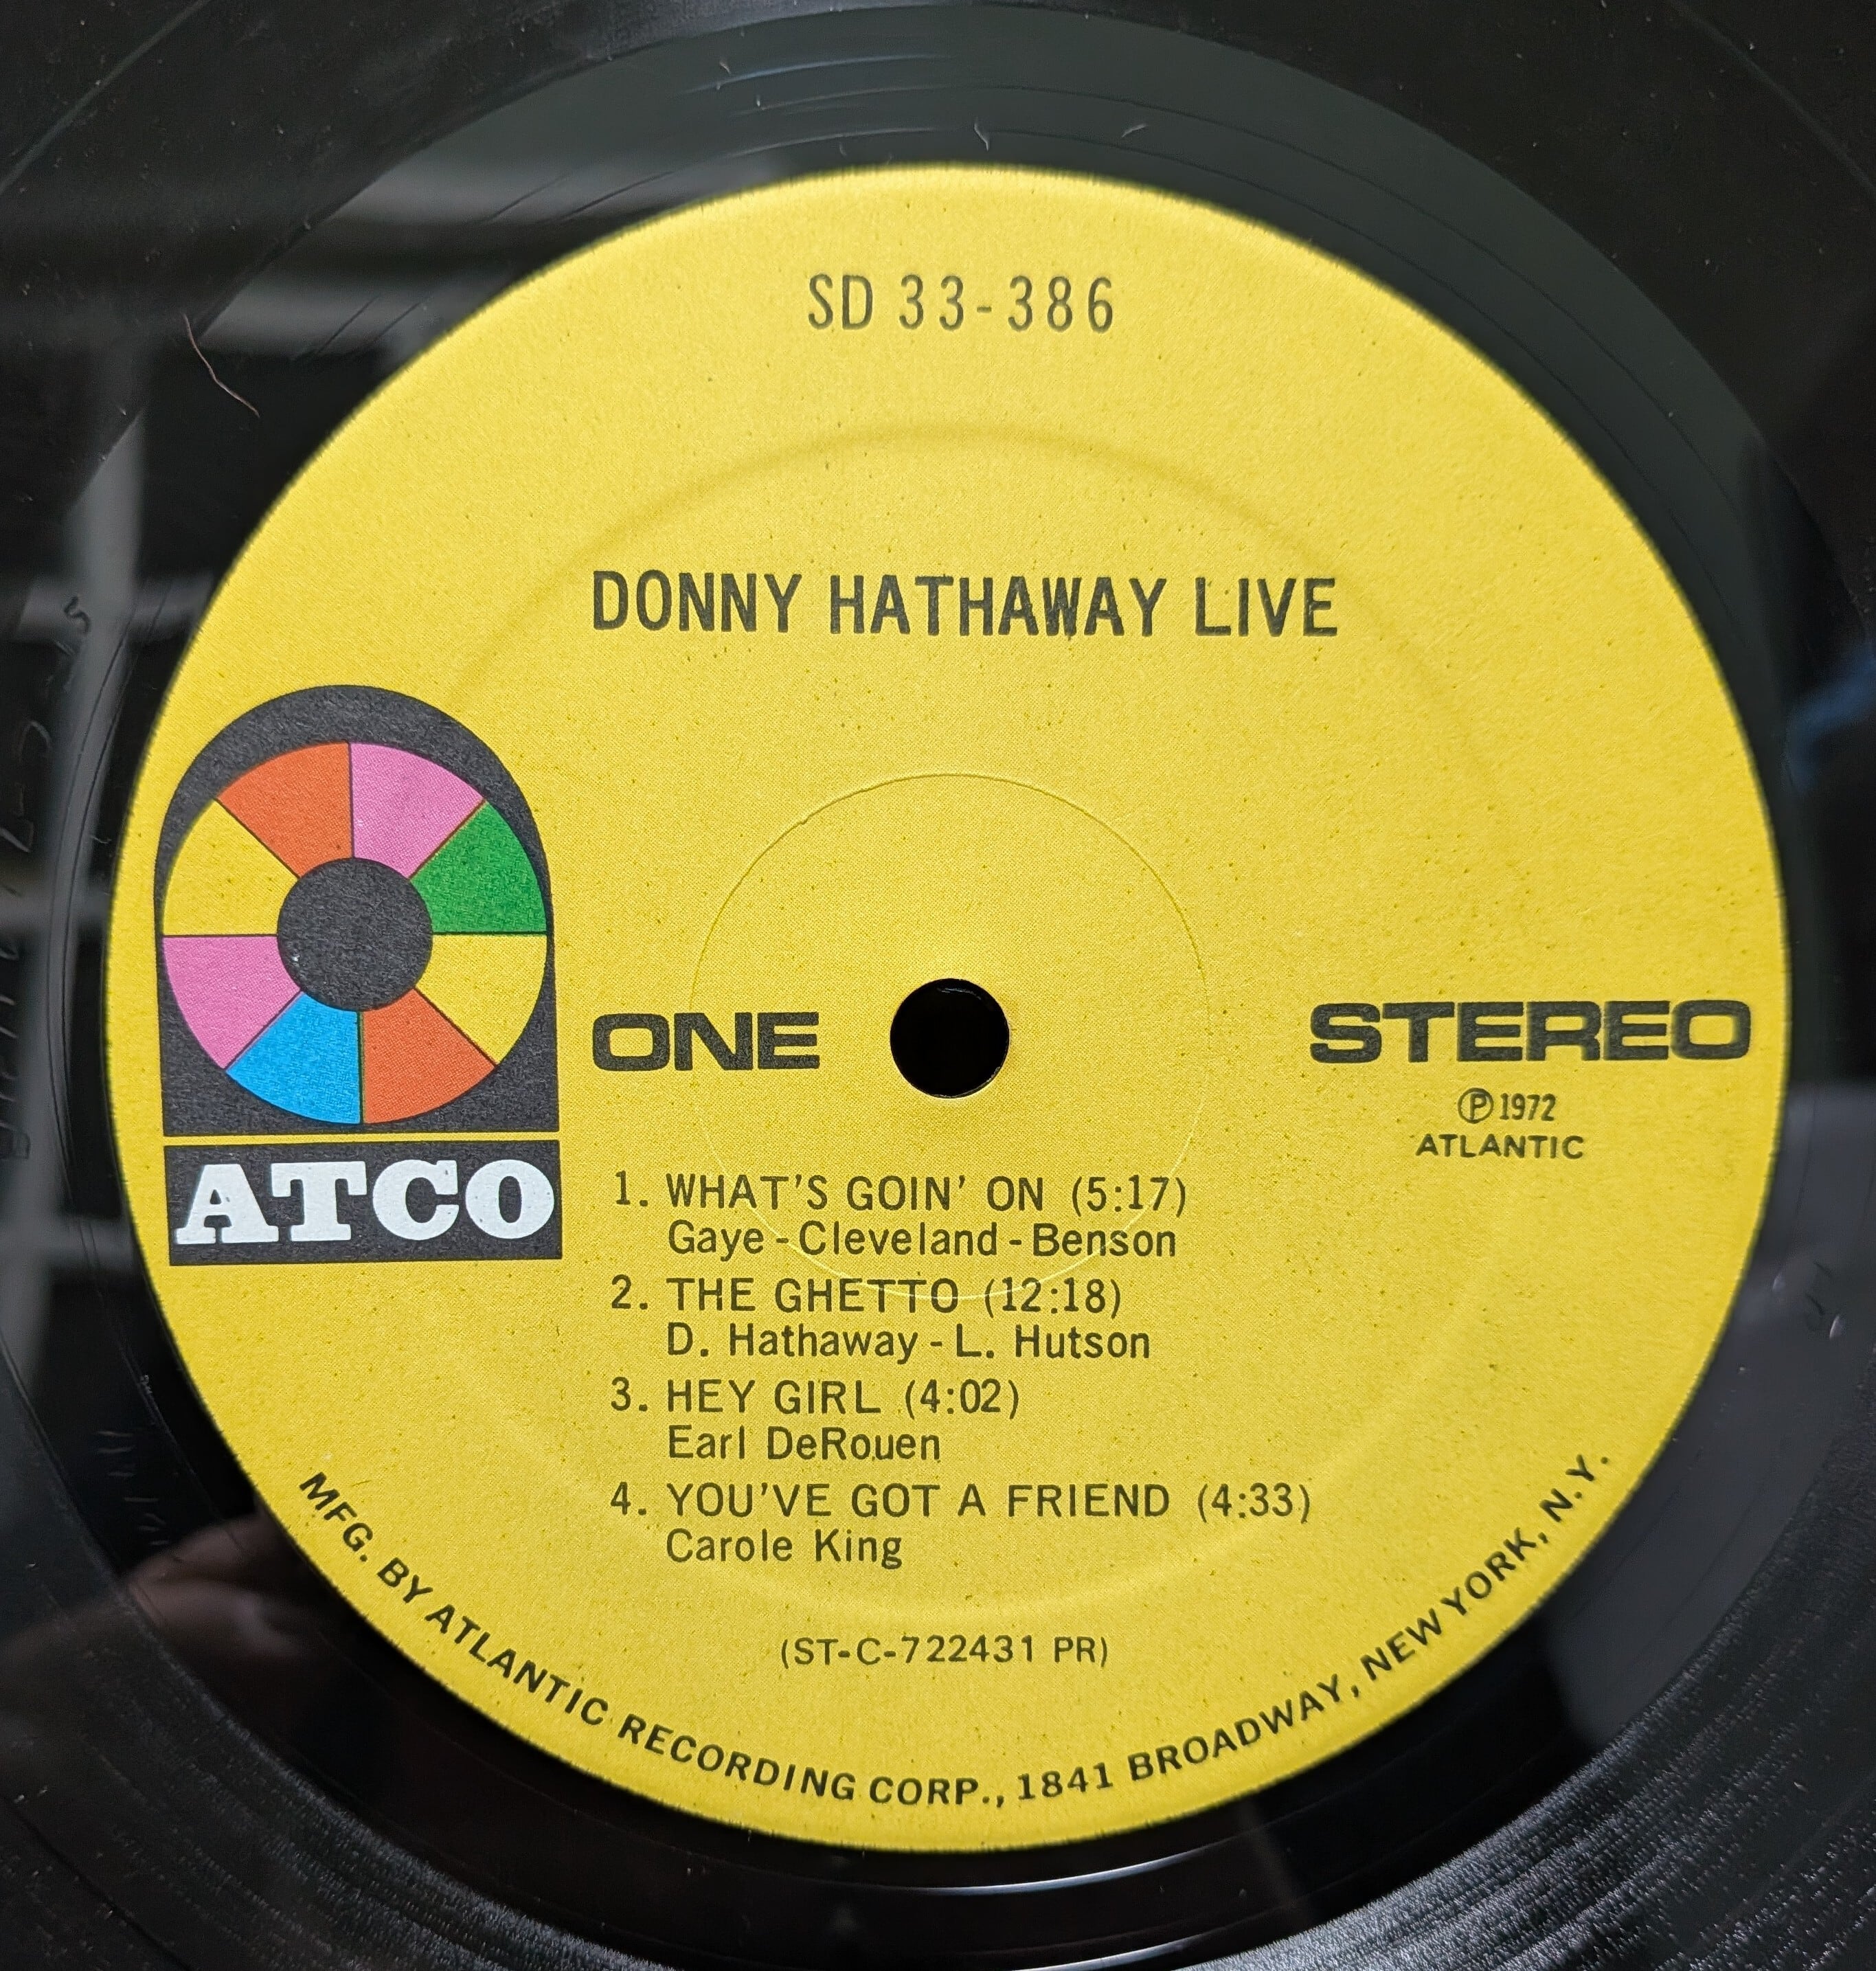 SD 33-386
DONNY HATHAWAY LIVE
ATCO
ONE
STEREO
Ⓟ 1972
ATLANTIC
1. WHAT'S GOIN' ON (5:17)
Gaye - Cleveland - Benson
2. THE GHETTO (12:18)
D. Hathaway - L. Hutson
3. HEY GIRL (4:02)
Earl DeRouen
4. YOU'VE GOT A FRIEND (4:33)
Carole King
(ST-C-722431 PR)
MFG. BY ATLANTIC RECORDING CORP., 1841 BROADWAY, NEW YORK, N.Y.